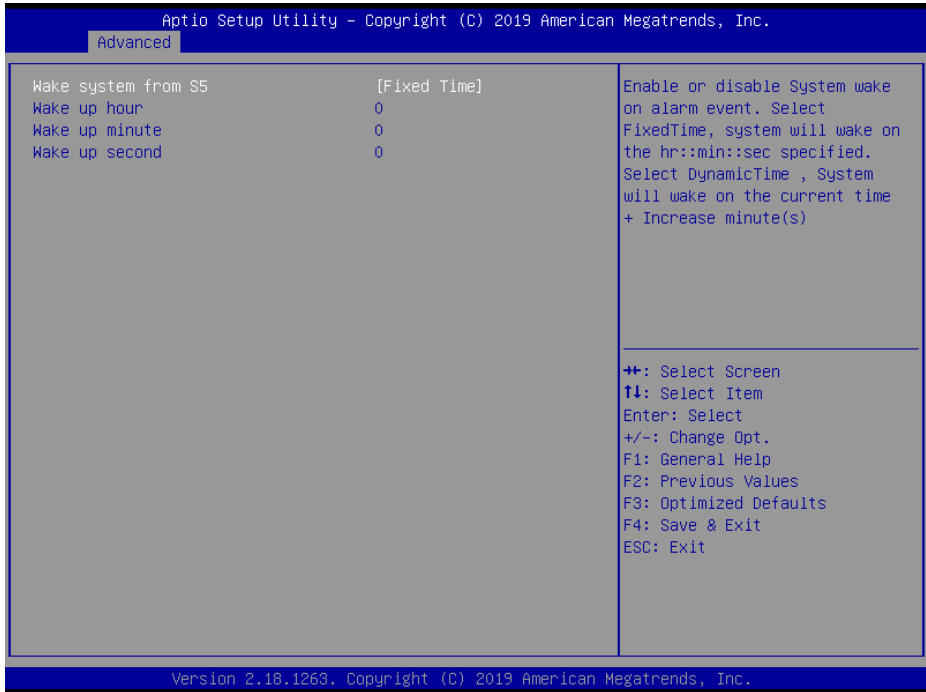 Aptio Setup Utility – Copyright (C) 2019 American Megatrends, Inc.
Advanced
Wake system from S5 [Fixed Time]
Wake up hour 0
Wake up minute 0
Wake up second 0
Enable or disable System wake
on alarm event. Select
FixedTime, system will wake on
the hr::min::sec specified.
Select DynamicTime , System
will wake on the current time
+ Increase minute(s)
→←: Select Screen
↑↓: Select Item
Enter: Select
+/-: Change Opt.
F1: General Help
F2: Previous Values
F3: Optimized Defaults
F4: Save & Exit
ESC: Exit
Version 2.18.1263. Copyright (C) 2019 American Megatrends, Inc.